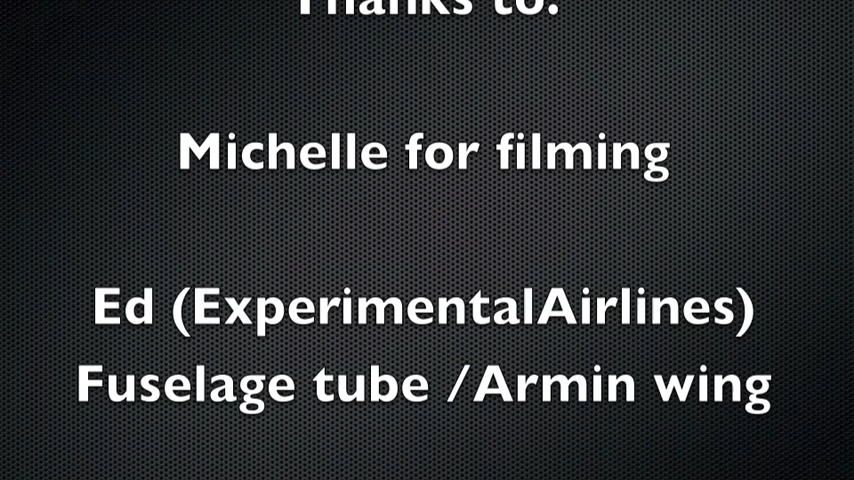 Thanks to:
Michelle for filming
Ed (ExperimentalAirlines)
Fuselage tube /Armin wing